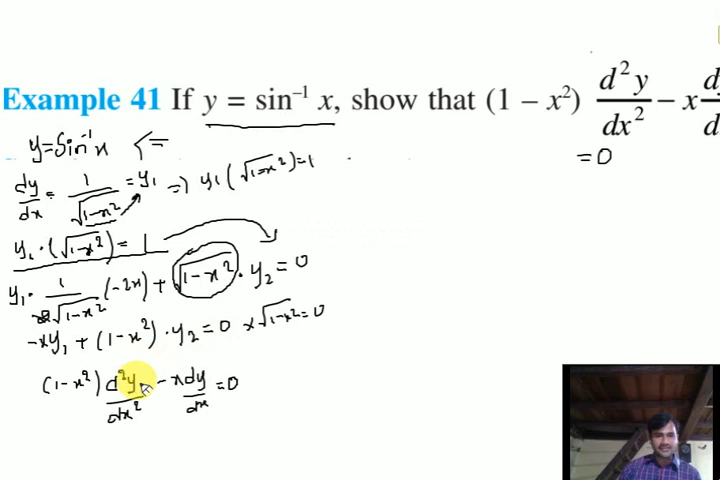 Example 41 If y = sin⁻¹ x, show that (1 – x²) d²y/dx² – x d
= 0
y = Sin⁻¹x
dy/dx = 1/√1-x² = y₁ => y₁(√1-x²) = 1
y₁ · (√1-x²) = 1
y₁ · 1/2√1-x² (-2x) + √1-x² · y₂ = 0
-xy₁ + (1-x²) · y₂ = 0 × √1-x² = 0
(1-x²) d²y/dx² - x dy/dx = 0